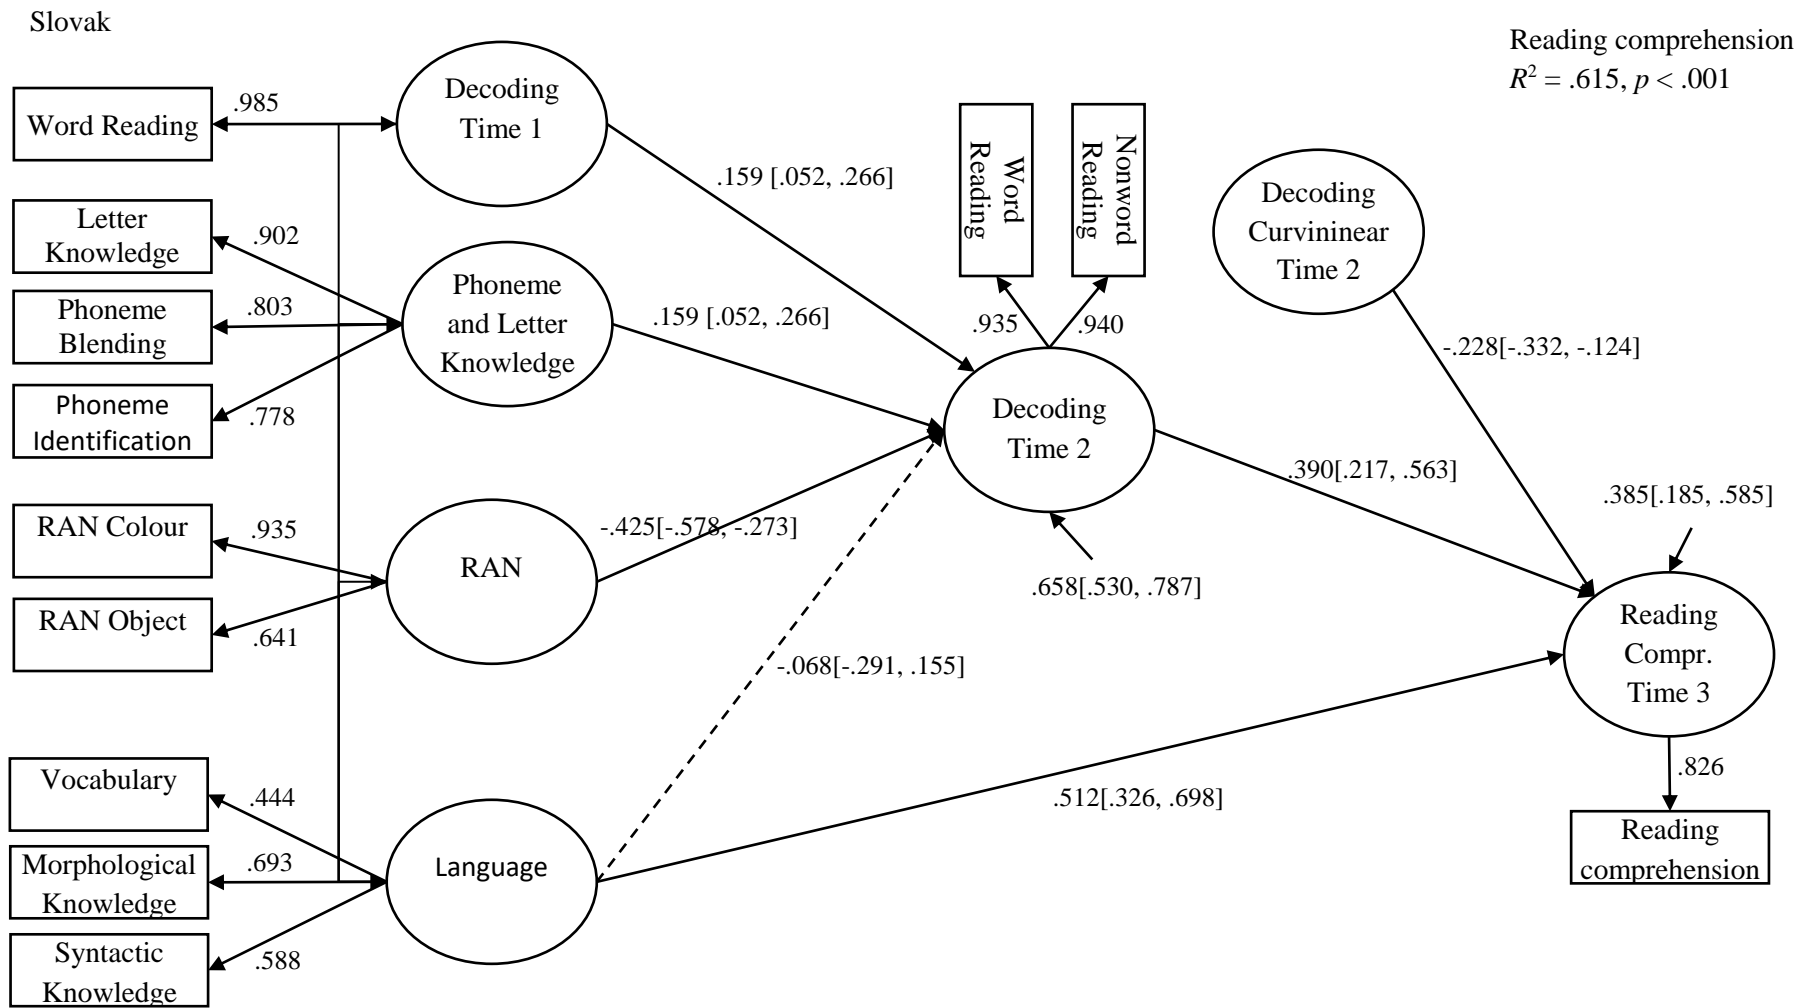 Slovak
Reading comprehension
R² = .615, p < .001
Word Reading
.985
Decoding
Time 1
Letter
Knowledge
.902
Phoneme
Blending
.803
Phoneme
Identification
.778
Phoneme
and Letter
Knowledge
RAN Colour
.935
RAN Object
.641
RAN
Vocabulary
.444
Morphological
Knowledge
.693
Syntactic
Knowledge
.588
Language
.159 [.052, .266]
.159 [.052, .266]
-.425[-.578, -.273]
-.068[-.291, .155]
.512[.326, .698]
Word
Reading
Nonword
Reading
.935
.940
Decoding
Time 2
.658[.530, .787]
Decoding
Curvininear
Time 2
-.228[-.332, -.124]
.390[.217, .563]
.385[.185, .585]
Reading
Compr.
Time 3
.826
Reading
comprehension